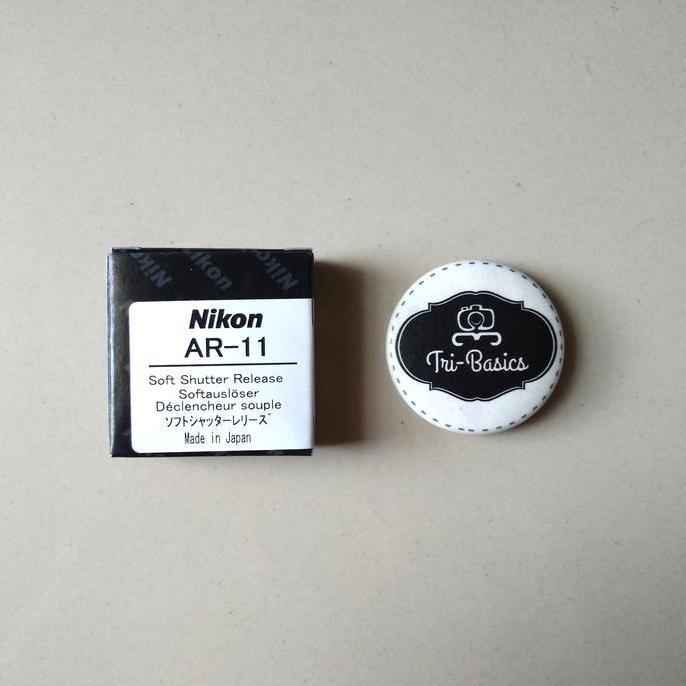 Nikon Nikon Nikon
Nikon
AR-11
Soft Shutter Release
Softauslöser
Déclencheur souple
ソフトシャッターレリーズ
Made in Japan
Tri-Basics